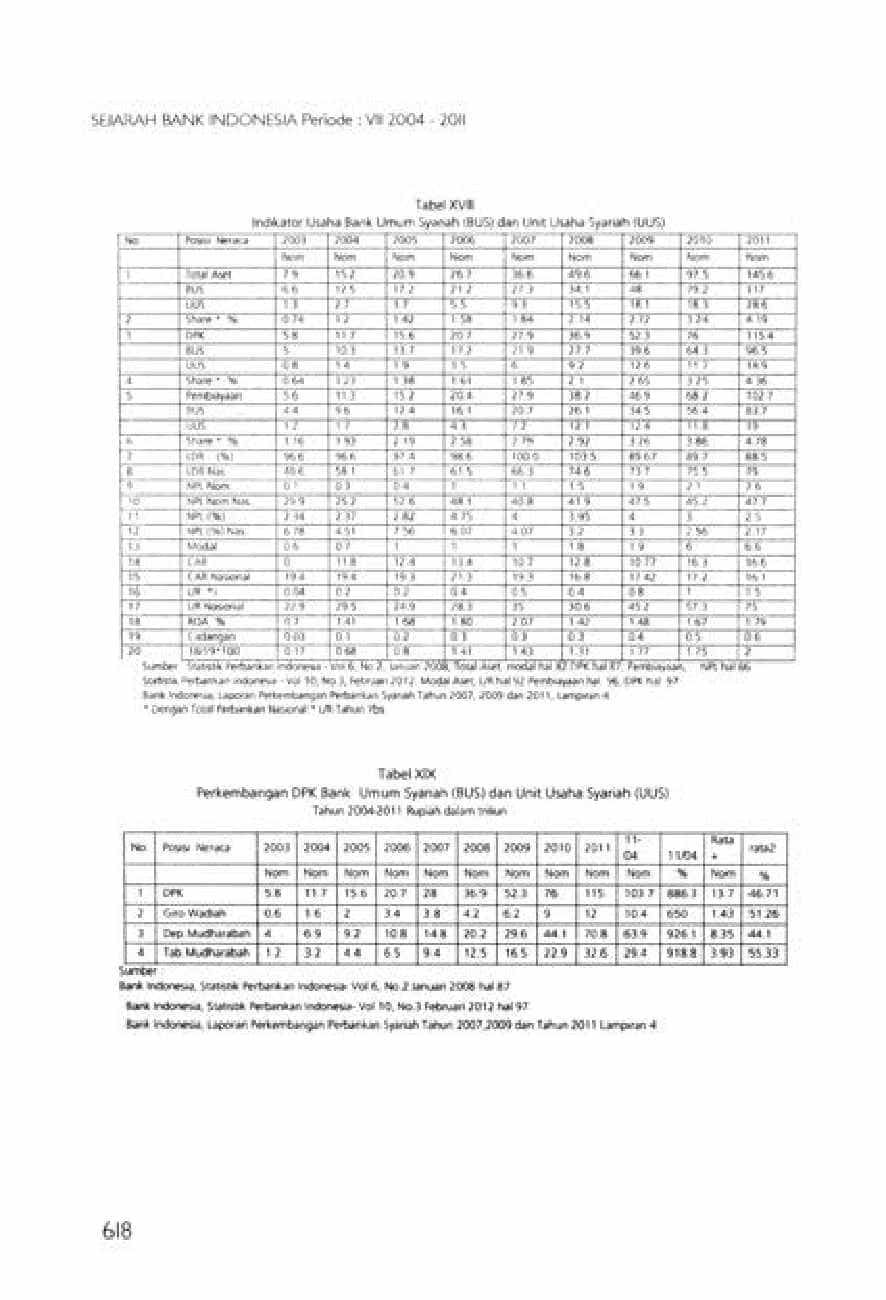 SEJARAH BANK INDONESIA Periode : VIII 2004 - 2011
Tabel XVIII
Indikator Usaha Bank Umum Syariah (BUS) dan Unit Usaha Syariah (UUS)
No Posisi Neraca 2003 2004 2005 2006 2007 2008 2009 2010 2011
Nom Nom Nom Nom Nom Nom Nom Nom Nom
1 Total Aset 7.9 15.2 20.9 26.7 36.6 49.6 66.1 97.5 145.6
BUS 6.6 12.5 17.2 21.2 27.3 34.1 48 79.2 117
UUS 1.3 2.7 3.7 5.5 9.3 15.5 18.1 18.3 28.6
2 Share * % 0.74 1.2 1.42 1.58 1.84 2.14 2.72 3.24 4.19
3 DPK 5.8 11.7 15.6 20.7 27.9 36.9 52.3 76 115.4
BUS 5 10.3 13.7 17.2 21.9 27.7 39.6 64.3 96.5
UUS 0.8 1.4 1.9 3.5 6 9.2 12.6 11.7 18.9
4 Share * % 0.64 1.23 1.38 1.61 1.85 2.1 2.65 3.25 4.36
5 Pembiayaan 5.6 11.3 15.2 20.4 27.9 38.2 46.9 68.2 102.7
BUS 4.4 9.6 12.4 16.1 20.7 26.1 34.5 56.4 83.7
UUS 1.2 1.7 2.8 4.3 7.2 12.1 12.4 11.8 19
6 Share * % 1.16 1.93 2.19 2.58 2.79 2.92 3.26 3.86 4.78
7 LDR (%) 96.6 96.6 97.4 98.6 103.5 89.67 89.7 88.5
8 LDR Nas 58.1 61.7 61.5 66.3 74.6 73.7 75.5 79
9 NPL Nom 0.1 0.3 0.4 1 1.1 1.5 1.9 2.1 2.6
10 NPL Nom Nas 25.2 52.6 48.1 40.8 41.9 47.5 45.2 47.7
11 NPL (%) 2.34 2.37 2.82 4.75 4 3.95 4 3 2.5
12 NPL (%) Nas 6.78 4.51 7.56 6.07 4.07 3.2 3.3 2.56 2.17
13 Modal 0.6 0.7 1 1 1 1.8 1.9 6 6.6
14 CAR 0 11.8 12.4 13.8 10.7 12.8 10.77 16.3 16.6
15 CAR Nasional 19.4 19.4 19.3 21.3 19.3 16.8 17.42 17.2 16.1
16 L/R 0.04 0.2 0.2 0.4 0.5 0.4 0.8 1 1.5
17 L/R Nasional 22.9 29.5 24.9 28.3 35 30.6 45.2 57.3 75
18 ROA % 0.7 1.41 1.68 1.80 2.07 1.42 1.48 1.67 1.79
19 Cadangan 0.03 0.1 0.2 0.3 0.3 0.3 0.4 0.5 0.6
20 0.17 0.68 0.8 1.41 1.43 1.31 1.77 1.75 2
Sumber : Statistik Perbankan Indonesia - Vol 6, No 2, Januari 2008, Total Aset, modal hal 82 DPK hal 87, Pembiayaan, NPL hal 66
Statistik Perbankan Indonesia - Vol 10, No 3, Februari 2012, Modal Aset, L/R hal 92 Pembiayaan hal 96, DPK hal 97
Bank Indonesia, Laporan Perkembangan Perbankan Syariah Tahun 2007, 2009 dan 2011, Lampiran 4
* Dengan Total Perbankan Nasional * L/R Tahun
Tabel XIX
Perkembangan DPK Bank Umum Syariah (BUS) dan Unit Usaha Syariah (UUS)
Tahun 2004-2011 Rupiah dalam triliun
No Posisi Neraca 2003 2004 2005 2006 2007 2008 2009 2010 2011 11-04 11/04 Rata + rata2
Nom Nom Nom Nom Nom Nom Nom Nom Nom Nom % Nom %
1 DPK 5.8 11.7 15.6 20.7 28 36.9 52.3 76 115 103.7 886.3 13.7 46.71
2 Giro Wadiah 0.6 1.6 2 3.4 3.8 4.2 6.2 9 12 10.4 650 1.43 51.26
3 Dep Mudharabah 4 6.9 9.2 10.8 14.8 20.2 29.6 44.1 70.8 63.9 926.1 8.35 44.1
4 Tab Mudharabah 1.2 3.2 4.4 6.5 9.4 12.5 16.5 22.9 32.6 29.4 918.8 3.93 55.33
Sumber :
Bank Indonesia, Statistik Perbankan Indonesia- Vol 6, No.2 Januari 2008 hal 87
Bank Indonesia, Statistik Perbankan Indonesia- Vol 10, No.3 Februari 2012 hal 97
Bank Indonesia, Laporan Perkembangan Perbankan Syariah Tahun 2007,2009 dan Tahun 2011 Lampiran 4
618